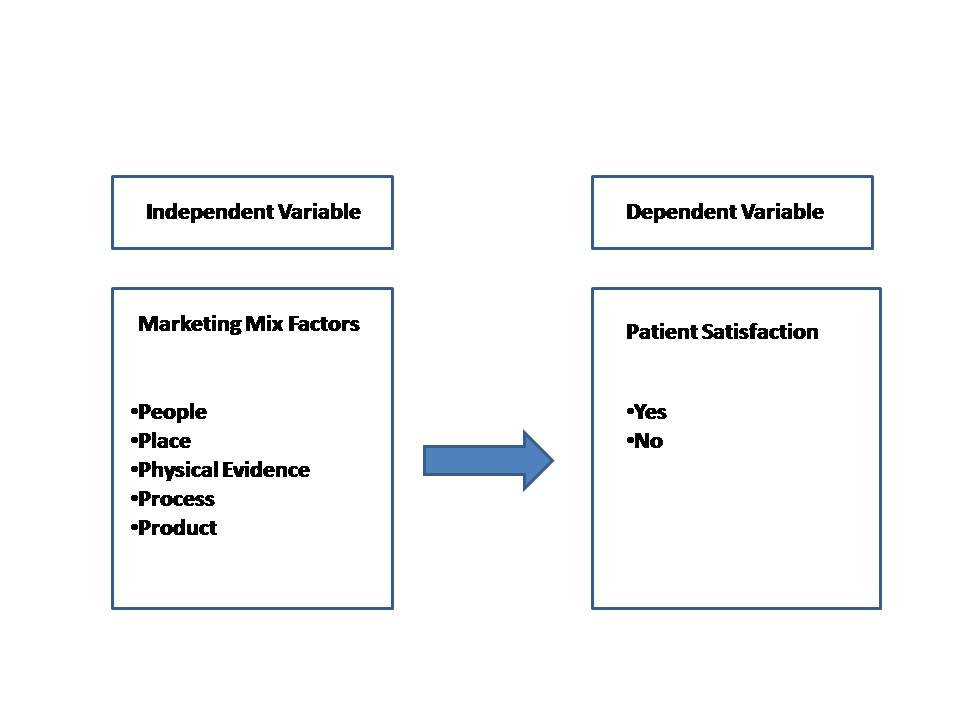 Independent Variable
Dependent Variable
Marketing Mix Factors
•People
•Place
•Physical Evidence
•Process
•Product
Patient Satisfaction
•Yes
•No